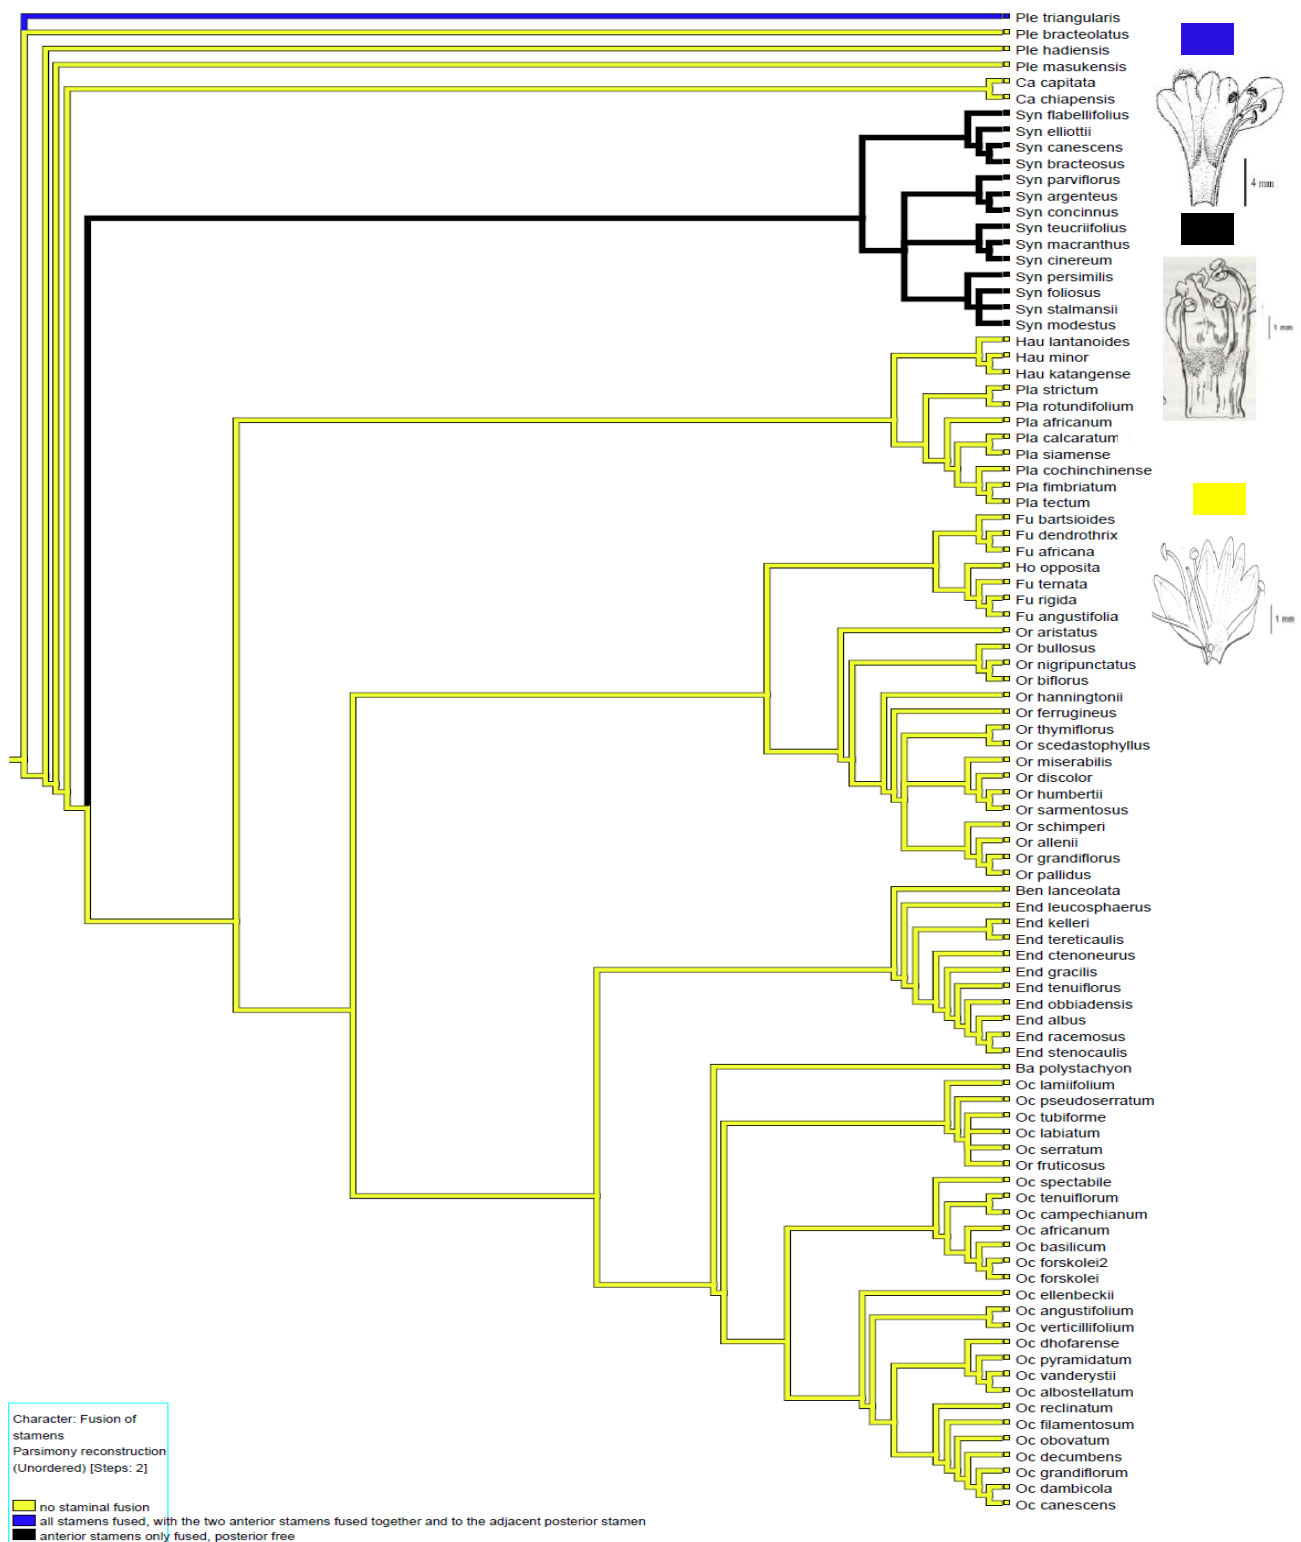 Ple triangularis
Ple bracteolatus
Ple hadiensis
Ple masukensis
Ca capitata
Ca chiapensis
Syn flabellifolius
Syn elliottii
Syn canescens
Syn bracteosus
Syn parviflorus
Syn argenteus
Syn concinnus
Syn teucriifolius
Syn macranthus
Syn cinereum
Syn persimilis
Syn foliosus
Syn stalmansii
Syn modestus
Hau lantanoides
Hau minor
Hau katangense
Pla strictum
Pla rotundifolium
Pla africanum
Pla calcaratum
Pla siamense
Pla cochinchinense
Pla fimbriatum
Pla tectum
Fu bartsioides
Fu dendrothrix
Fu africana
Ho opposita
Fu ternata
Fu rigida
Fu angustifolia
Or aristatus
Or bullosus
Or nigripunctatus
Or biflorus
Or hanningtonii
Or ferrugineus
Or thymiflorus
Or scedastophyllus
Or miserabilis
Or discolor
Or humbertii
Or sarmentosus
Or schimperi
Or allenii
Or grandiflorus
Or pallidus
Ben lanceolata
End leucosphaerus
End kelleri
End tereticaulis
End ctenoneurus
End gracilis
End tenuiflorus
End obbiadensis
End albus
End racemosus
End stenocaulis
Ba polystachyon
Oc lamiifolium
Oc pseudoserratum
Oc tubiforme
Oc labiatum
Oc serratum
Or fruticosus
Oc spectabile
Oc tenuiflorum
Oc campechianum
Oc africanum
Oc basilicum
Oc forskolei2
Oc forskolei
Oc ellenbeckii
Oc angustifolium
Oc verticillifolium
Oc dhofarense
Oc pyramidatum
Oc vanderystii
Oc albostellatum
Oc reclinatum
Oc filamentosum
Oc obovatum
Oc decumbens
Oc grandiflorum
Oc dambicola
Oc canescens
4 mm
1 mm
1 mm
Character: Fusion of
stamens
Parsimony reconstruction
(Unordered) [Steps: 2]
no staminal fusion
all stamens fused, with the two anterior stamens fused together and to the adjacent posterior stamen
anterior stamens only fused, posterior free